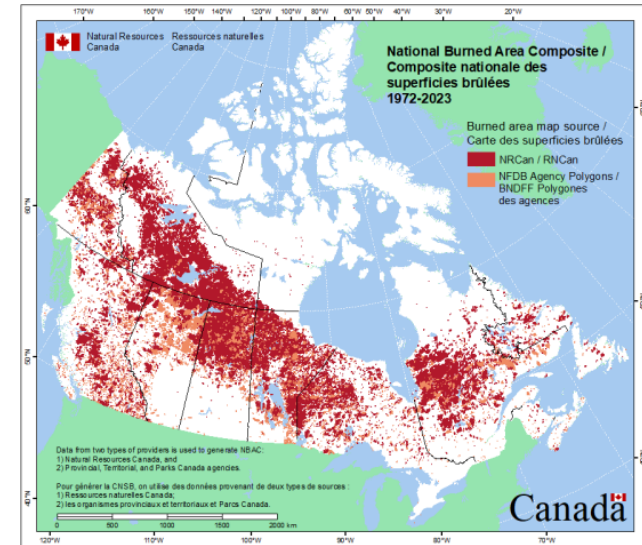 170°W 160°W 150°W 140°W 130°W 120°W 110°W 100°W 90°W 80°W 70°W 60°W 50°W 40°W 30°W 20°W
Natural Resources Canada
Ressources naturelles Canada
National Burned Area Composite /
Composite nationale des
superficies brûlées
1972-2023
Burned area map source /
Carte des superficies brûlées
NRCan / RNCan
NFDB Agency Polygons /
BNDFF Polygones
des agences
60°N
50°N
40°N
Data from two types of providers is used to generate NBAC:
1) Natural Resources Canada, and
2) Provincial, Territorial, and Parks Canada agencies.
Pour générer la CNSB, on utilise des données provenant de deux types de sources :
1) Ressources naturelles Canada;
2) les organismes provinciaux et territoriaux et Parcs Canada.
0 500 1000 1500 2000 km
Canada
120°W 110°W 100°W 90°W 80°W 70°W